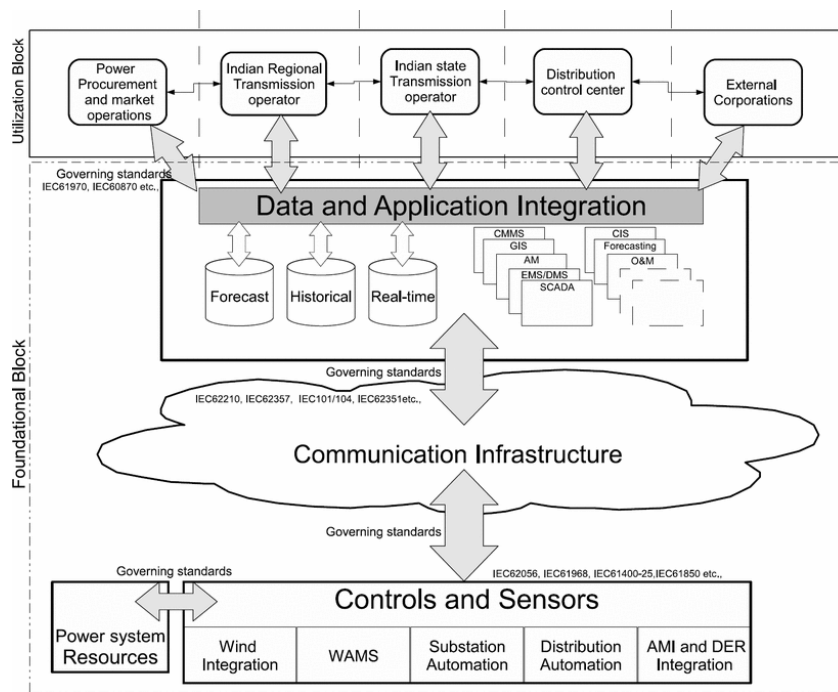 Utilization Block
Power
Procurement
and market
operations
Indian Regional
Transmission
operator
Indian state
Transmission
operator
Distribution
control center
External
Corporations
Governing standards
IEC61970, IEC60870 etc.,
Data and Application Integration
Forecast
Historical
Real-time
CMMS
GIS
AM
EMS/DMS
SCADA
CIS
Forecasting
O&M
Foundational Block
Governing standards
IEC62210, IEC62357, IEC101/104, IEC62351etc.,
Communication Infrastructure
Governing standards
IEC62056, IEC61968, IEC61400-25,IEC61850 etc.,
Governing standards
Power system
Resources
Controls and Sensors
Wind
Integration
WAMS
Substation
Automation
Distribution
Automation
AMI and DER
Integration